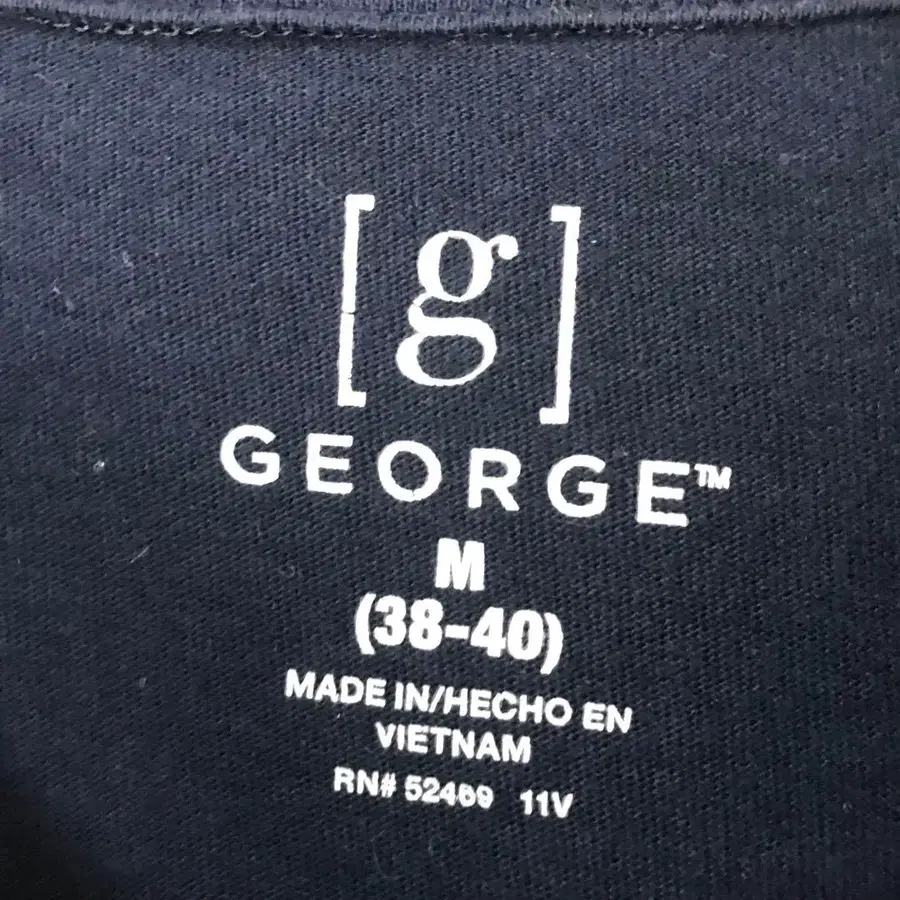 [g]
GEORGE™
M
(38-40)
MADE IN/HECHO EN
VIETNAM
RN# 52469 11V